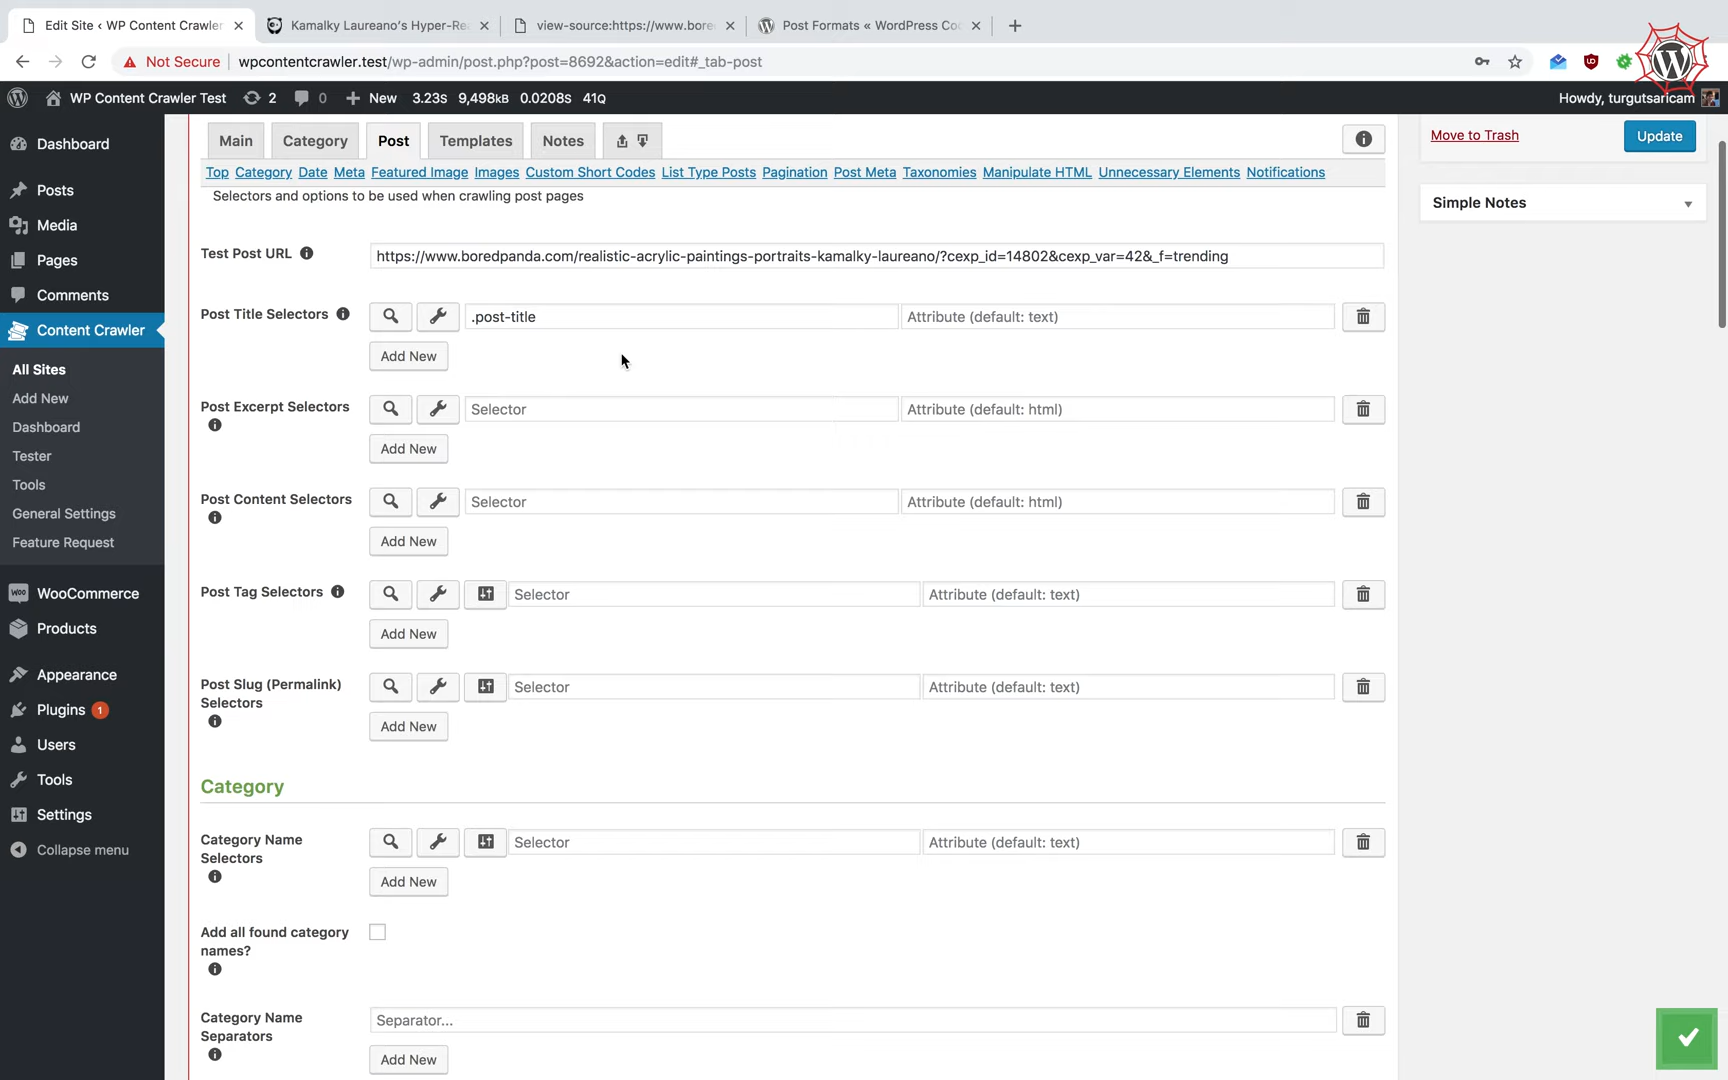 Edit Site ‹ WP Content Crawler
Kamalky Laureano's Hyper-Re
view-source:https://www.bore
Post Formats « WordPress Co
Not Secure
wpcontentcrawler.test/wp-admin/post.php?post=8692&action=edit#_tab-post
WP Content Crawler Test
2
0
New
3.23S 9,498KB 0.0208S 41Q
Howdy, turgutsaricam
Dashboard
Posts
Media
Pages
Comments
Content Crawler
All Sites
Add New
Dashboard
Tester
Tools
General Settings
Feature Request
WooCommerce
Products
Appearance
Plugins 1
Users
Tools
Settings
Collapse menu
Main
Category
Post
Templates
Notes
Top Category Date Meta Featured Image Images Custom Short Codes List Type Posts Pagination Post Meta Taxonomies Manipulate HTML Unnecessary Elements Notifications
Selectors and options to be used when crawling post pages
Test Post URL
https://www.boredpanda.com/realistic-acrylic-paintings-portraits-kamalky-laureano/?cexp_id=14802&cexp_var=42&_f=trending
Post Title Selectors
.post-title
Attribute (default: text)
Add New
Post Excerpt Selectors
Selector
Attribute (default: html)
Add New
Post Content Selectors
Selector
Attribute (default: html)
Add New
Post Tag Selectors
Selector
Attribute (default: text)
Add New
Post Slug (Permalink)
Selectors
Selector
Attribute (default: text)
Add New
Category
Category Name
Selectors
Selector
Attribute (default: text)
Add New
Add all found category
names?
Category Name
Separators
Separator...
Add New
Move to Trash
Update
Simple Notes